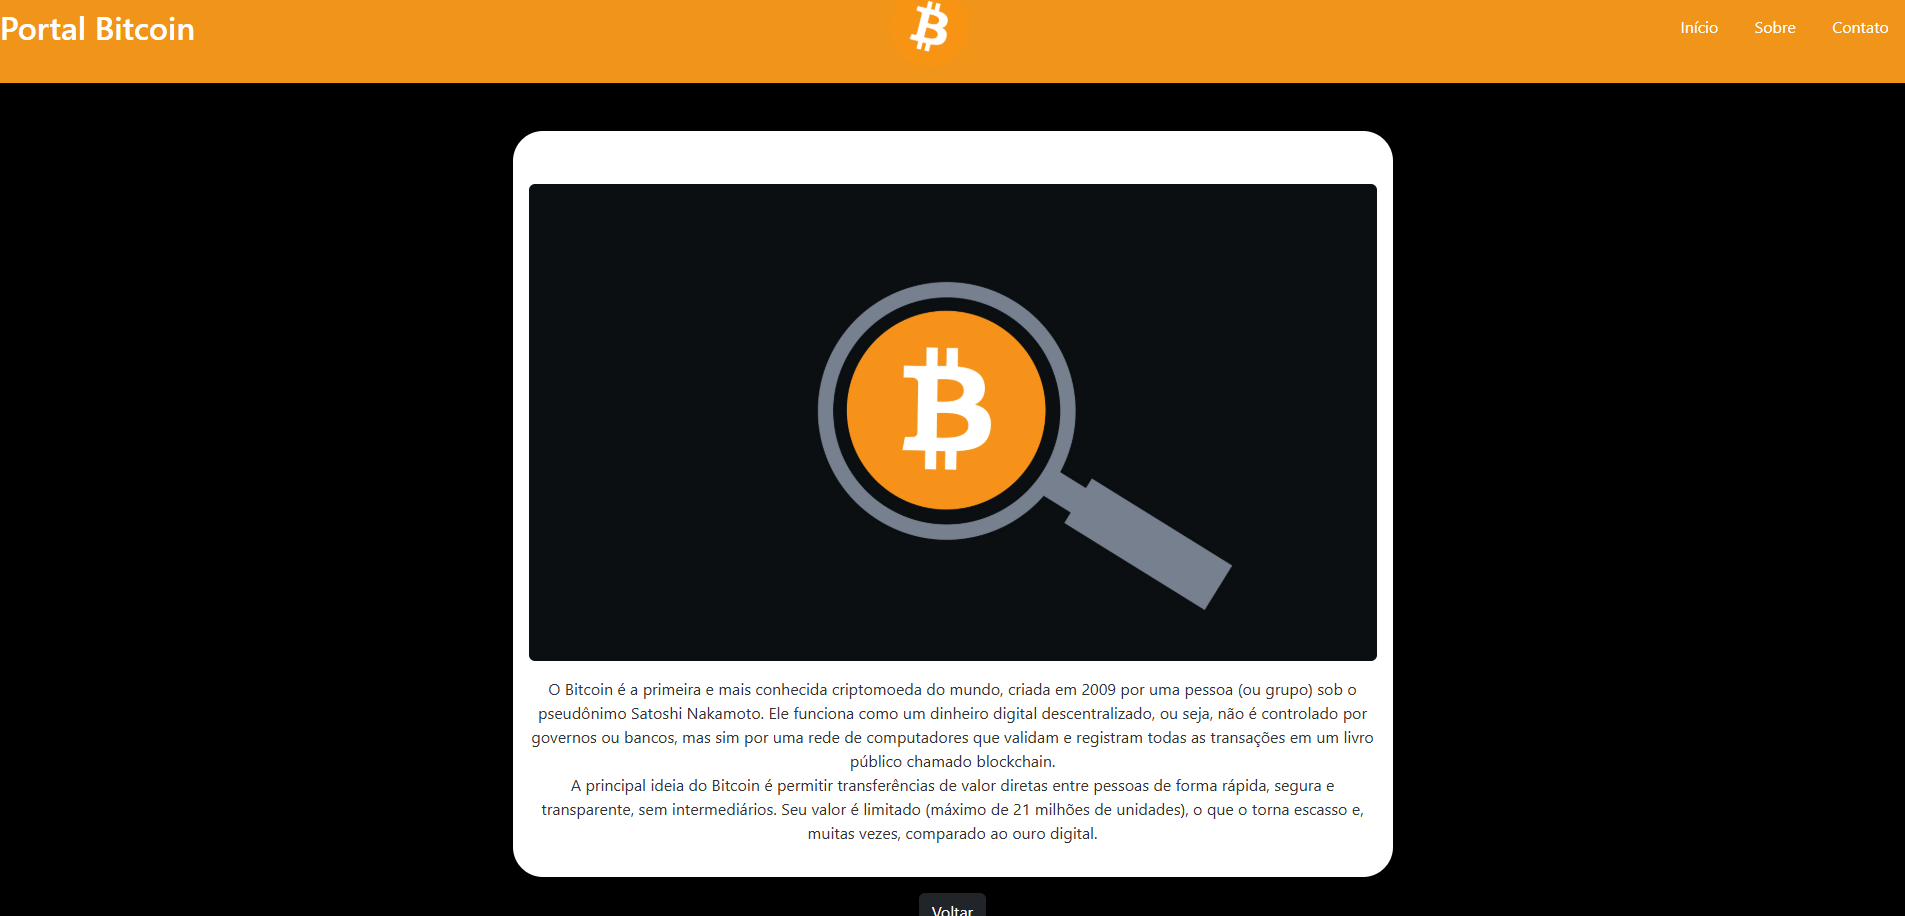 Portal Bitcoin
Início Sobre Contato
O Bitcoin é a primeira e mais conhecida criptomoeda do mundo, criada em 2009 por uma pessoa (ou grupo) sob o
pseudônimo Satoshi Nakamoto. Ele funciona como um dinheiro digital descentralizado, ou seja, não é controlado por
governos ou bancos, mas sim por uma rede de computadores que validam e registram todas as transações em um livro
público chamado blockchain.
A principal ideia do Bitcoin é permitir transferências de valor diretas entre pessoas de forma rápida, segura e
transparente, sem intermediários. Seu valor é limitado (máximo de 21 milhões de unidades), o que o torna escasso e,
muitas vezes, comparado ao ouro digital.
Voltar